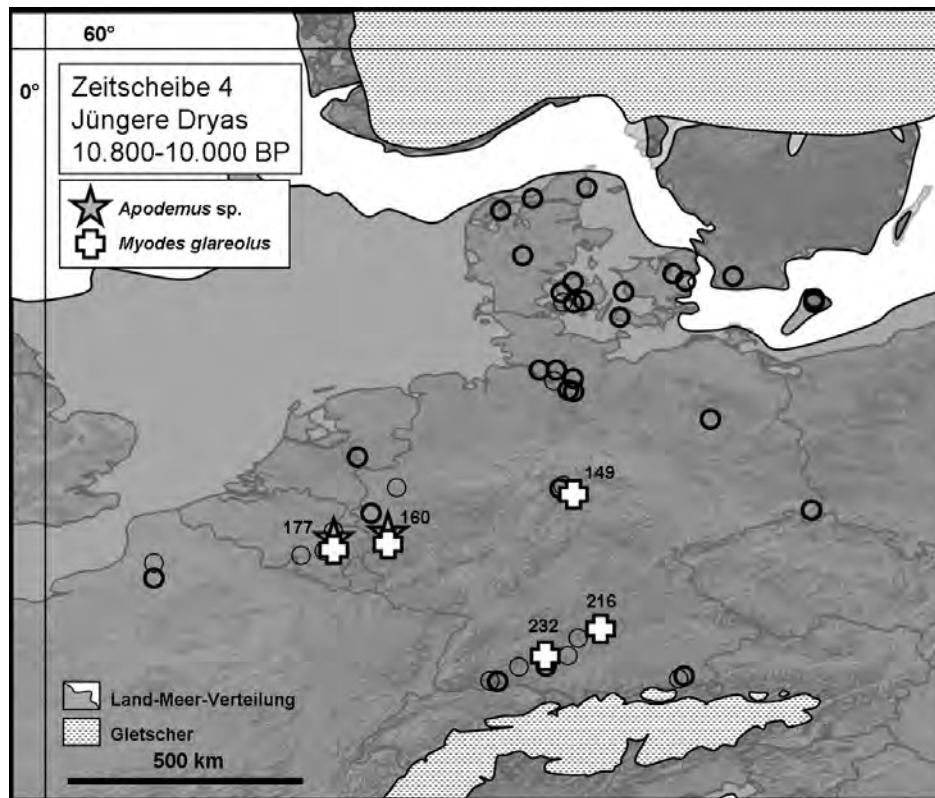 60°
0°
Zeitscheibe 4
Jüngere Dryas
10.800-10.000 BP
Apodemus sp.
Myodes glareolus
149
177
160
216
232
Land-Meer-Verteilung
Gletscher
500 km